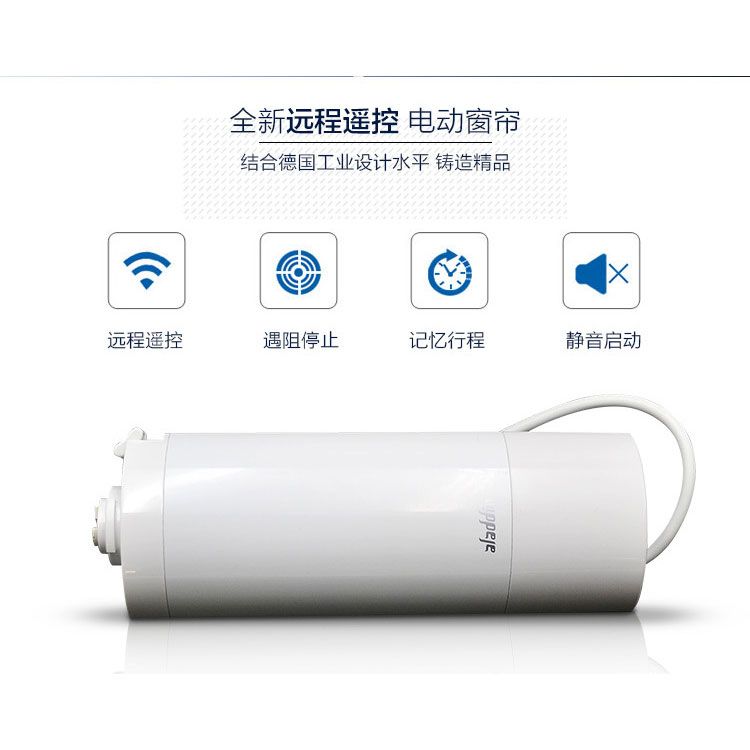 全新远程遥控 电动窗帘
结合德国工业设计水平 铸造精品
远程遥控
遇阻停止
记忆行程
静音启动